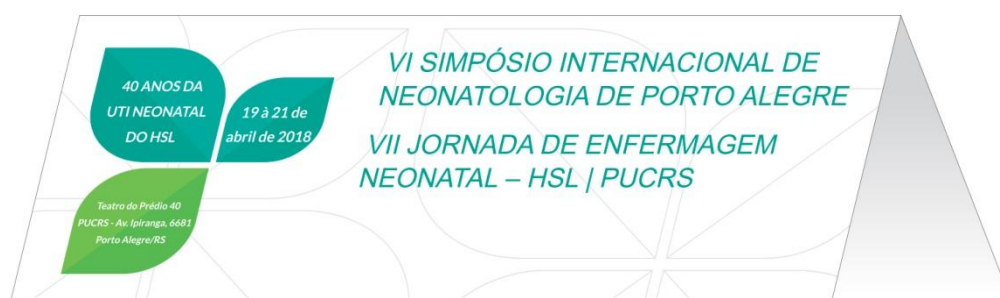 40 ANOS DA
UTI NEONATAL
DO HSL
19 à 21 de
abril de 2018
Teatro do Prédio 40
PUCRS - Av. Ipiranga, 6681
Porto Alegre/RS
VI SIMPÓSIO INTERNACIONAL DE
NEONATOLOGIA DE PORTO ALEGRE
VII JORNADA DE ENFERMAGEM
NEONATAL – HSL | PUCRS